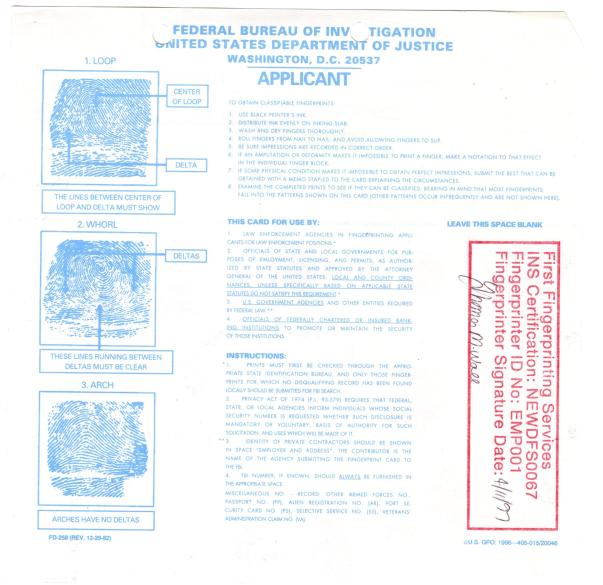 FEDERAL BUREAU OF INV TIGATION
UNITED STATES DEPARTMENT OF JUSTICE
WASHINGTON, D.C. 20537
APPLICANT
1. LOOP
CENTER
OF LOOP
DELTA
THE LINES BETWEEN CENTER OF
LOOP AND DELTA MUST SHOW
2. WHORL
DELTAS
THESE LINES RUNNING BETWEEN
DELTAS MUST BE CLEAR
3. ARCH
ARCHES HAVE NO DELTAS
FD-258 (REV. 12-29-82)
TO OBTAIN CLASSIFIABLE FINGERPRINTS:
1. USE BLACK PRINTER'S INK.
2. DISTRIBUTE INK EVENLY ON INKING SLAB.
3. WASH AND DRY FINGERS THOROUGHLY.
4. ROLL FINGERS FROM NAIL TO NAIL, AND AVOID ALLOWING FINGERS TO SLIP.
5. BE SURE IMPRESSIONS ARE RECORDED IN CORRECT ORDER.
6. IF AN AMPUTATION OR DEFORMITY MAKES IT IMPOSSIBLE TO PRINT A FINGER, MAKE A NOTATION TO THAT EFFECT
IN THE INDIVIDUAL FINGER BLOCK.
7. IF SOME PHYSICAL CONDITION MAKES IT IMPOSSIBLE TO OBTAIN PERFECT IMPRESSIONS, SUBMIT THE BEST THAT CAN BE
OBTAINED WITH A MEMO STAPLED TO THE CARD EXPLAINING THE CIRCUMSTANCES.
8. EXAMINE THE COMPLETED PRINTS TO SEE IF THEY CAN BE CLASSIFIED, BEARING IN MIND THAT MOST FINGERPRINTS
FALL INTO THE PATTERNS SHOWN ON THIS CARD (OTHER PATTERNS OCCUR INFREQUENTLY AND ARE NOT SHOWN HERE).
THIS CARD FOR USE BY:
1. LAW ENFORCEMENT AGENCIES IN FINGERPRINTING APPLI-
CANTS FOR LAW ENFORCEMENT POSITIONS.*
2. OFFICIALS OF STATE AND LOCAL GOVERNMENTS FOR PUR-
POSES OF EMLOYMENT, LICENSING, AND PERMITS, AS AUTHOR-
IZED BY STATE STATUTES AND APPROVED BY THE ATTORNEY
GENERAL OF THE UNITED STATES. LOCAL AND COUNTY ORDI-
NANCES, UNLESS SPECIFICALLY BASED ON APPLICABLE STATE
STATUTES DO NOT SATISFY THIS REQUIREMENT.*
3. U.S. GOVERNMENT AGENCIES AND OTHER ENTITIES REQUIRED
BY FEDERAL LAW.**
4. OFFICIALS OF FEDERALLY CHARTERED OR INSURED BANK-
ING INSTITUTIONS TO PROMOTE OR MAINTAIN THE SECURITY
OF THOSE INSTITUTIONS.
INSTRUCTIONS:
*1. PRINTS MUST FIRST BE CHECKED THROUGH THE APPRO-
PRIATE STATE IDENTIFICATION BUREAU, AND ONLY THOSE FINGER-
PRINTS FOR WHICH NO DISQUALIFYING RECORD HAS BEEN FOUND
LOCALLY SHOULD BE SUBMITTED FOR FBI SEARCH.
2. PRIVACY ACT OF 1974 (P.L. 93-579) REQUIRES THAT FEDERAL,
STATE, OR LOCAL AGENCIES INFORM INDIVIDUALS WHOSE SOCIAL
SECURITY NUMBER IS REQUESTED WHETHER SUCH DISCLOSURE IS
MANDATORY OR VOLUNTARY, BASIS OF AUTHORITY FOR SUCH
SOLICITATION, AND USES WHICH WILL BE MADE OF IT.
**3. IDENTITY OF PRIVATE CONTRACTORS SHOULD BE SHOWN
IN SPACE "EMPLOYER AND ADDRESS". THE CONTRIBUTOR IS THE
NAME OF THE AGENCY SUBMITTING THE FINGERPRINT CARD TO
THE FBI.
4. FBI NUMBER, IF KNOWN, SHOULD ALWAYS BE FURNISHED IN
THE APPROPRIATE SPACE.
MISCELLANEOUS NO. - RECORD: OTHER ARMED FORCES NO.,
PASSPORT NO. (PP), ALIEN REGISTRATION NO. (AR), PORT SE-
CURITY CARD NO. (PS), SELECTIVE SERVICE NO. (SS), VETERANS'
ADMINISTRATION CLAIM NO. (VA)
LEAVE THIS SPACE BLANK
First Fingerprinting Services
INS Certification: NEWDFS0067
Fingerprinter ID No: EMP001
Fingerprinter Signature Date: 4/11/97
U.S. GPO: 1996-405-015/20046